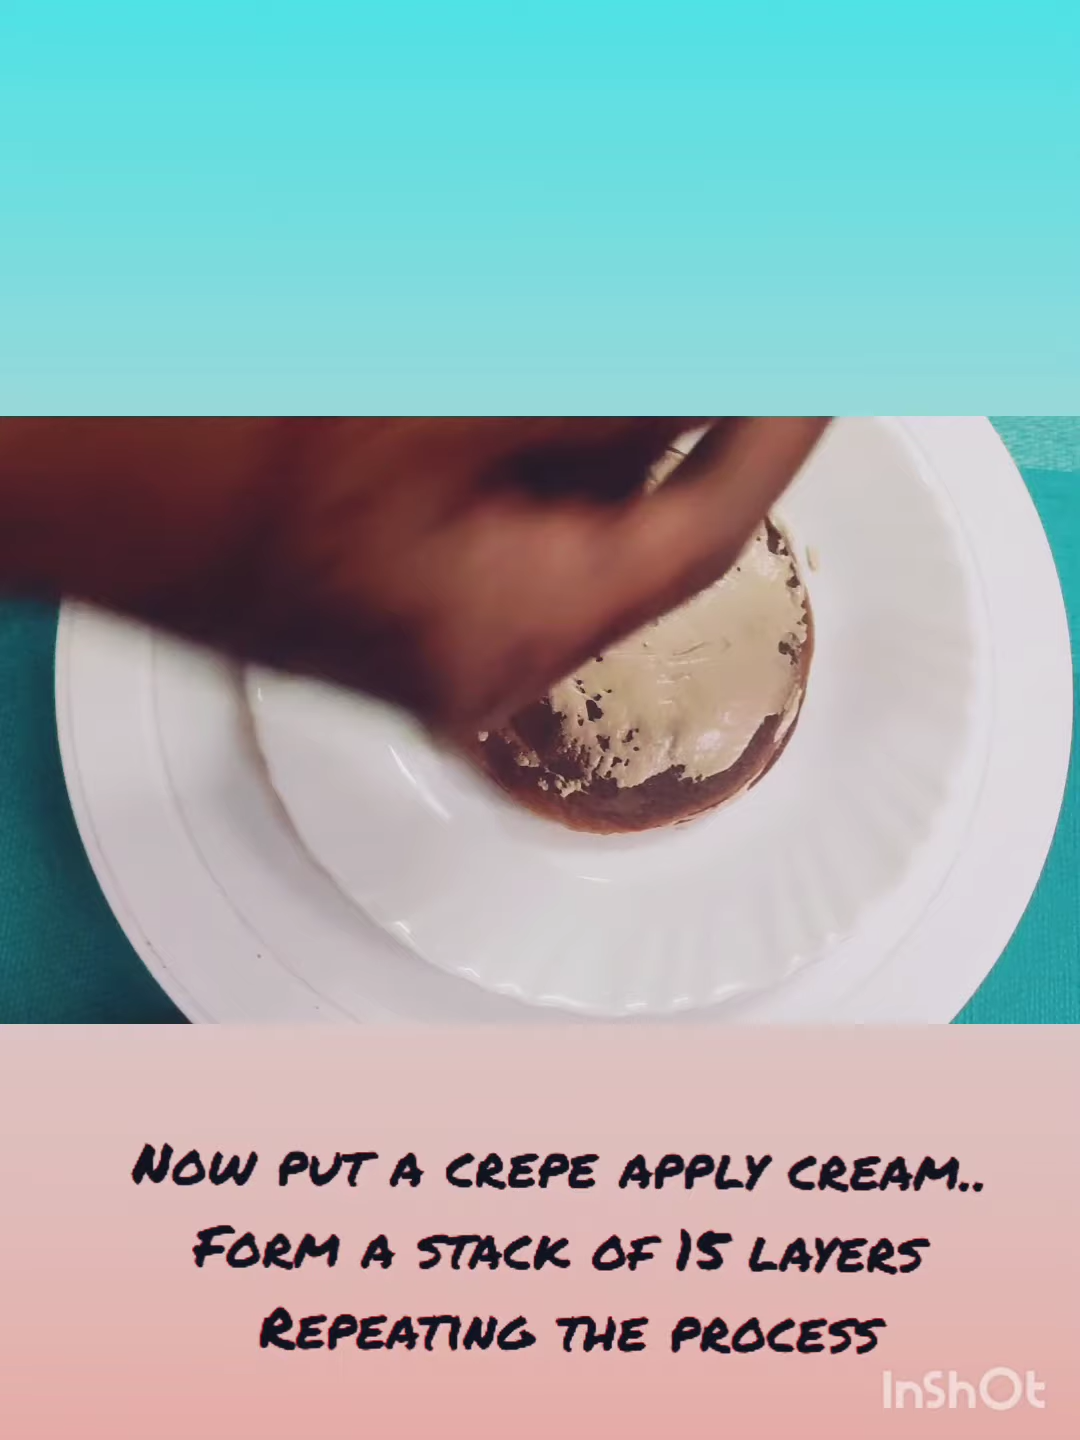 Now put a crepe apply cream..
Form a stack of 15 layers
Repeating the process
InShOt